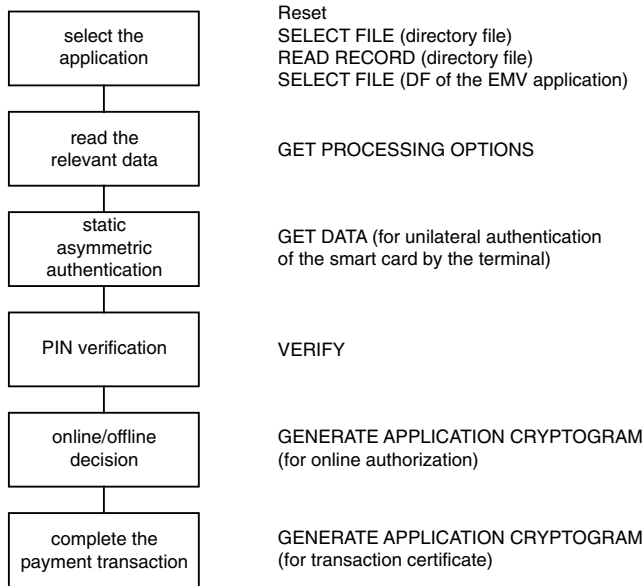 select the
application
Reset
SELECT FILE (directory file)
READ RECORD (directory file)
SELECT FILE (DF of the EMV application)
read the
relevant data
GET PROCESSING OPTIONS
static
asymmetric
authentication
GET DATA (for unilateral authentication
of the smart card by the terminal)
PIN verification
VERIFY
online/offline
decision
GENERATE APPLICATION CRYPTOGRAM
(for online authorization)
complete the
payment transaction
GENERATE APPLICATION CRYPTOGRAM
(for transaction certificate)